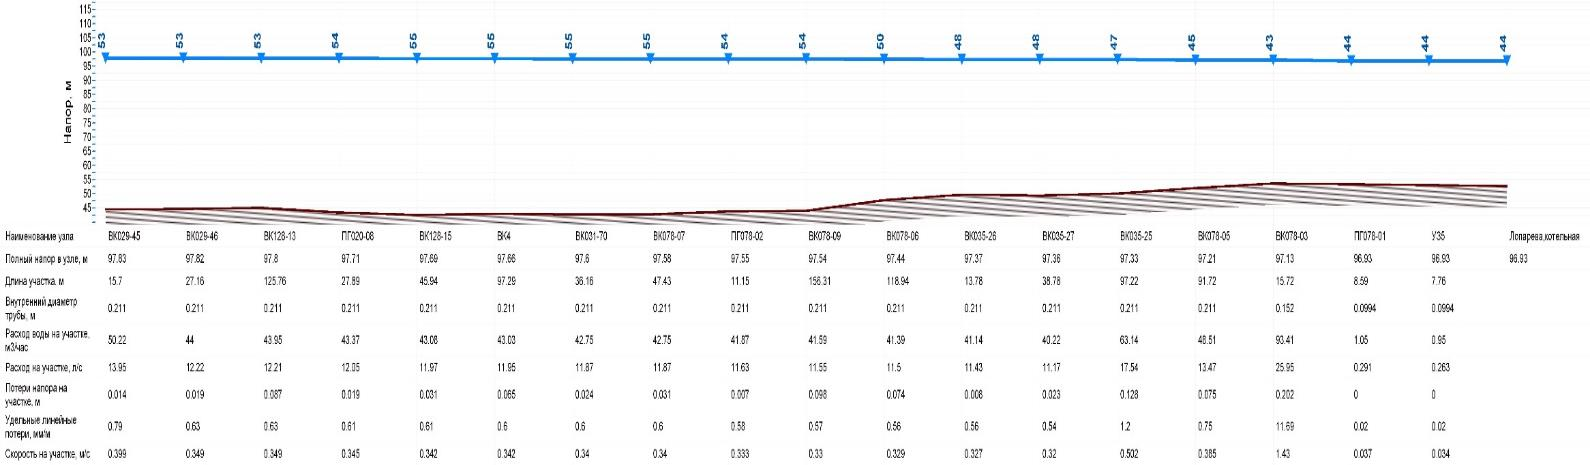 115
110
105
100
95
90
85
80
75
70
65
60
55
50
45
Напор, м
53 53 53 54 55 55 55 55 54 54 50 48 48 47 45 43 44 44 44
Наименование узла ВК029-45 ВК029-46 ВК128-13 ПГ020-08 ВК128-15 ВК4 ВК031-70 ВК078-07 ПГ078-02 ВК078-09 ВК078-06 ВК035-26 ВК035-27 ВК035-25 ВК078-05 ВК078-03 ПГ078-01 У35 Лопарева,котельная
Полный напор в узле, м 97.83 97.82 97.8 97.71 97.69 97.66 97.6 97.58 97.55 97.54 97.44 97.37 97.36 97.33 97.21 97.13 96.93 96.93 96.93
Длина участка, м 15.7 27.16 125.76 27.89 45.94 97.29 36.16 47.43 11.15 156.31 118.94 13.78 38.78 97.22 91.72 15.72 8.59 7.76
Внутренний диаметр
трубы, м 0.211 0.211 0.211 0.211 0.211 0.211 0.211 0.211 0.211 0.211 0.211 0.211 0.211 0.211 0.211 0.152 0.0994 0.0994
Расход воды на участке,
м3/час 50.22 44 43.95 43.37 43.08 43.03 42.75 42.75 41.87 41.59 41.39 41.14 40.22 63.14 48.51 93.41 1.05 0.95
Расход на участке, л/с 13.95 12.22 12.21 12.05 11.97 11.95 11.87 11.87 11.63 11.55 11.5 11.43 11.17 17.54 13.47 25.95 0.291 0.263
Потери напора на
участке, м 0.014 0.019 0.087 0.019 0.031 0.065 0.024 0.031 0.007 0.098 0.074 0.008 0.023 0.128 0.075 0.202 0 0
Удельные линейные
потери, мм/м 0.79 0.63 0.63 0.61 0.61 0.6 0.6 0.6 0.58 0.57 0.56 0.56 0.54 1.2 0.75 11.69 0.02 0.02
Скорость на участке, м/с 0.399 0.349 0.349 0.345 0.342 0.342 0.34 0.34 0.333 0.33 0.329 0.327 0.32 0.502 0.385 1.43 0.037 0.034